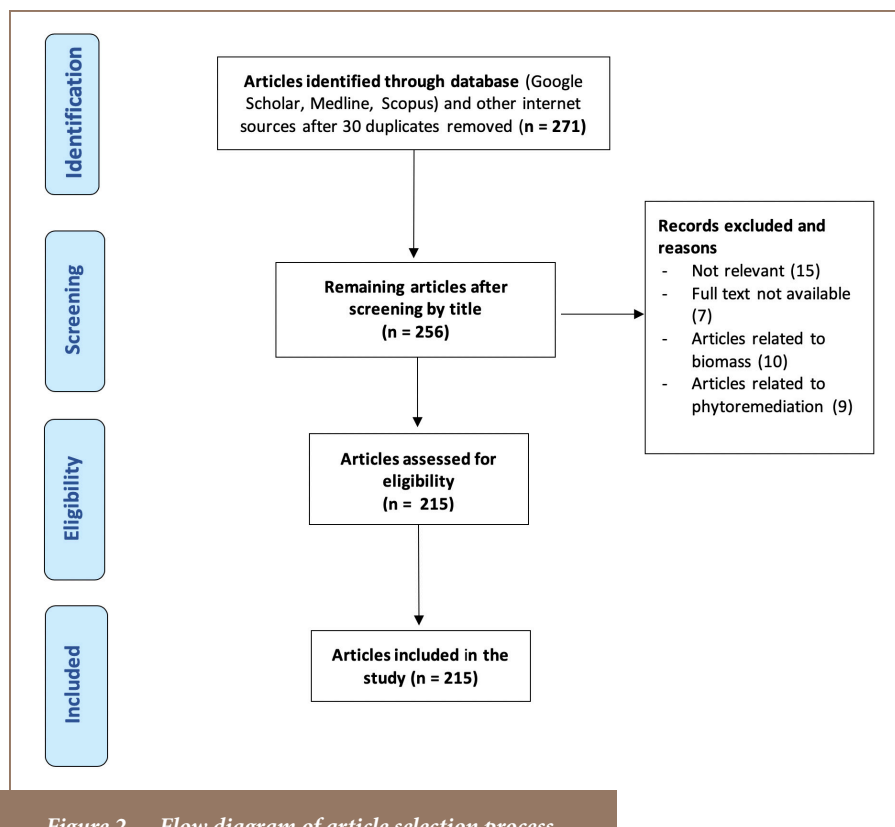 Identification
Articles identified through database (Google
Scholar, Medline, Scopus) and other internet
sources after 30 duplicates removed (n = 271)
Screening
Remaining articles after
screening by title
(n = 256)
Records excluded and
reasons
- Not relevant (15)
- Full text not available
(7)
- Articles related to
biomass (10)
- Articles related to
phytoremediation (9)
Eligibility
Articles assessed for
eligibility
(n = 215)
Included
Articles included in the
study (n = 215)
Figure 2 — Flow diagram of article selection process